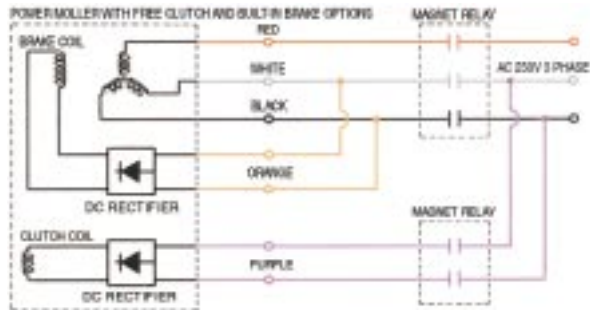 POWER MOLLER WITH FREE CLUTCH AND BUILT-IN BRAKE OPTIONS
MAGNET RELAY
RED
BRAKE COIL
WHITE
AC 230V 3 PHASE
BLACK
ORANGE
DC RECTIFIER
MAGNET RELAY
CLUTCH COIL
PURPLE
DC RECTIFIER